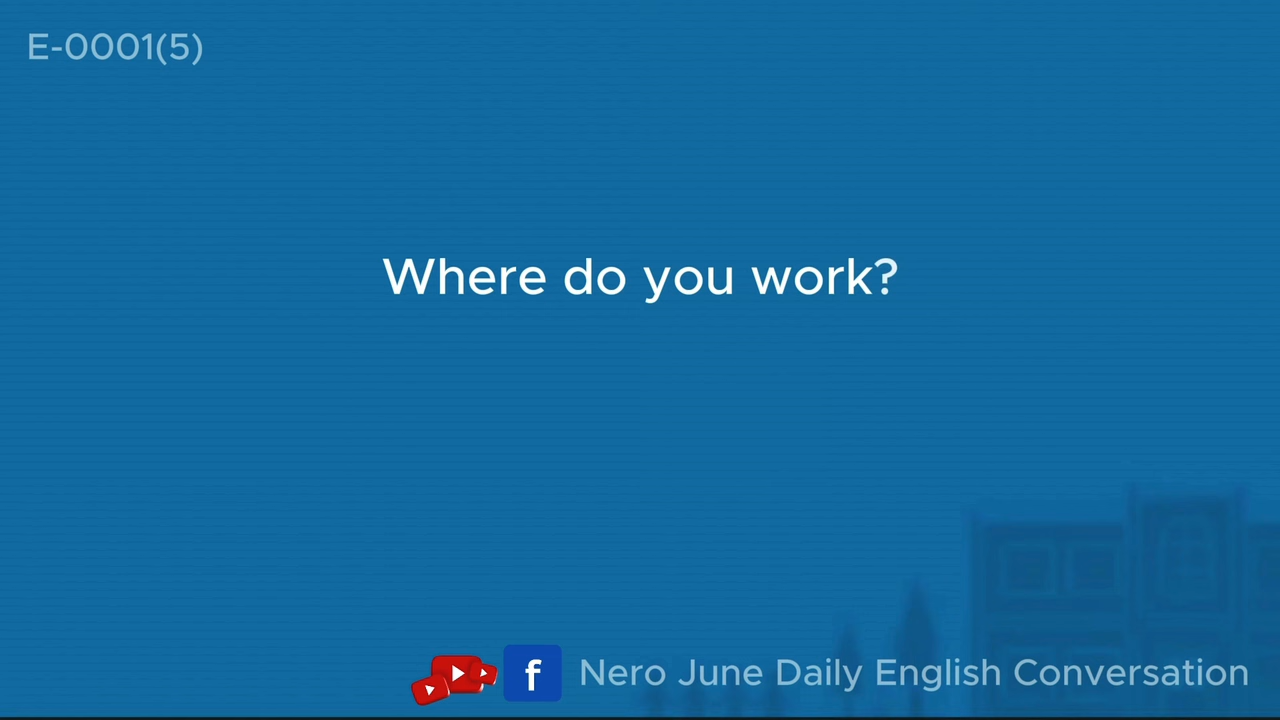 E-0001(5)
Where do you work?
f Nero June Daily English Conversation